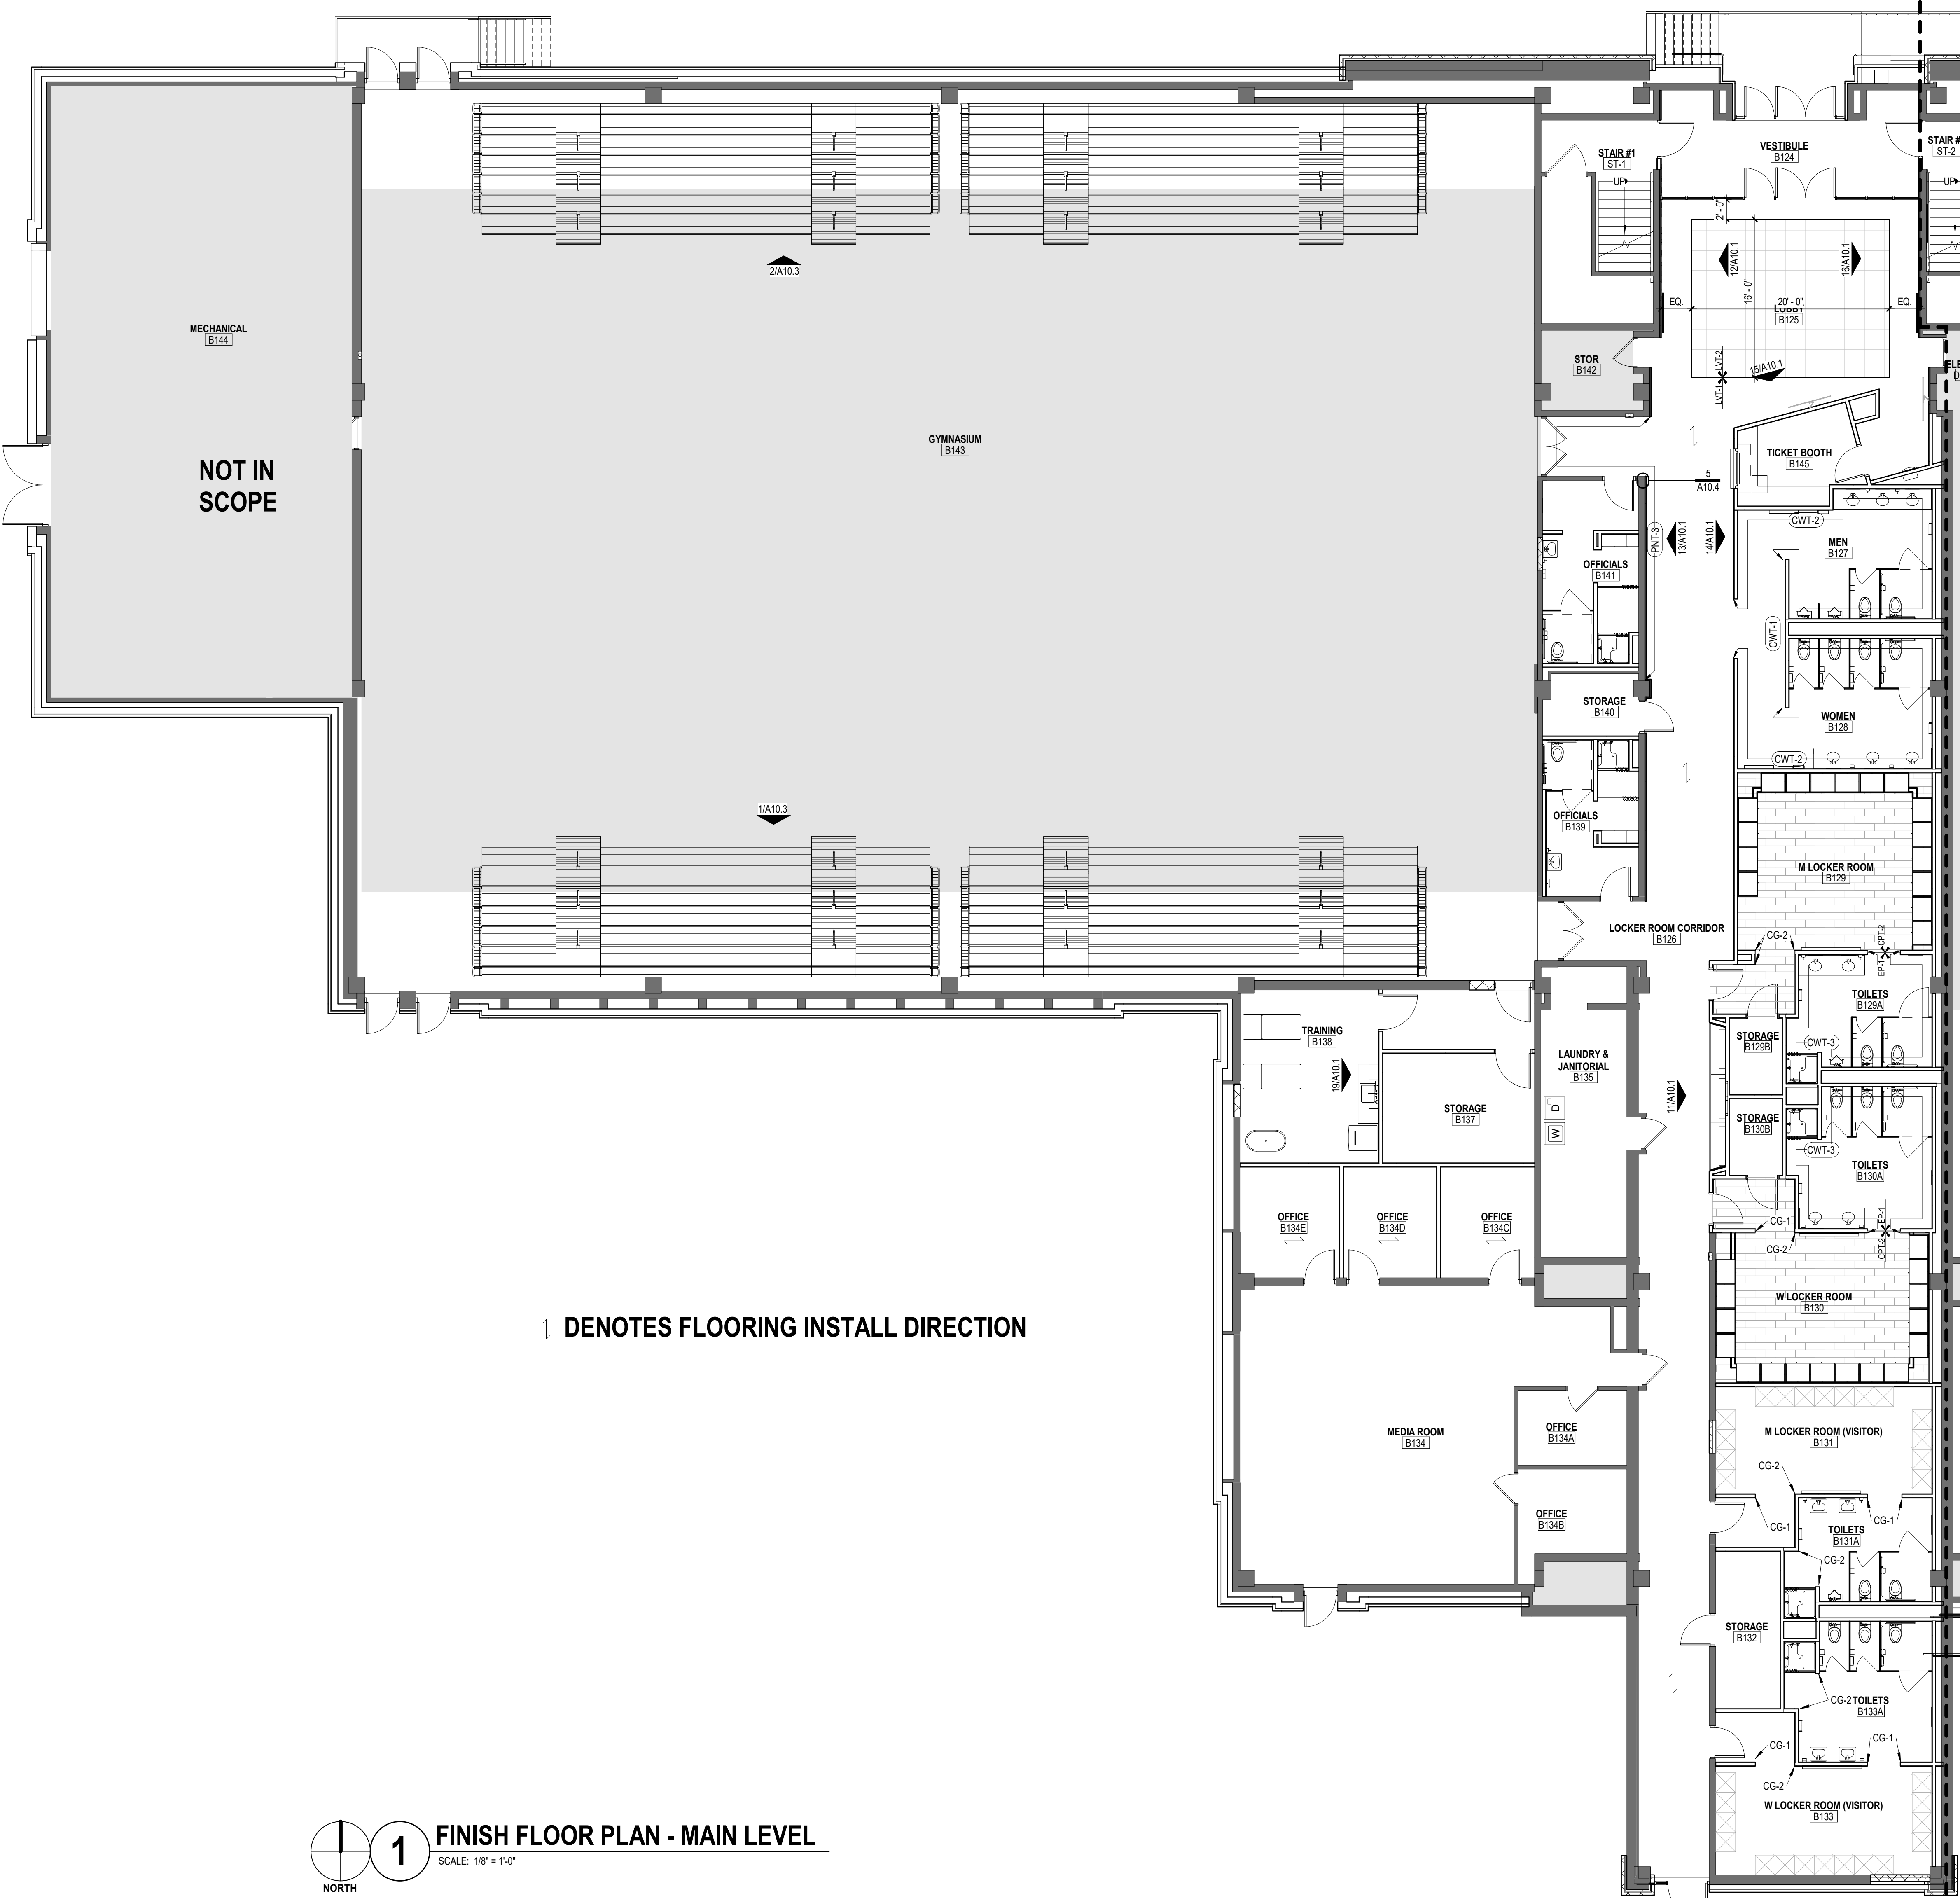 STAIR #1
ST-1
UP
VESTIBULE
B124
STAIR #
ST-2
UP
2' - 0"
12/A10.1
16/A10.1
16' - 0"
EQ.
20' - 0"
EQ.
LOBBY
B125
LVT-2
LVT-1
15/A10.1
2/A10.3
MECHANICAL
B144
NOT IN
SCOPE
GYMNASIUM
B143
STOR
B142
ELE
D
TICKET BOOTH
B145
5
A10.4
PNT-3
13/A10.1
14/A10.1
CWT-2
MEN
B127
OFFICIALS
B141
CWT-1
STORAGE
B140
WOMEN
B128
CWT-2
1/A10.3
OFFICIALS
B139
M LOCKER ROOM
B129
LOCKER ROOM CORRIDOR
B126
CG-2
CPT-2
EP-1
TOILETS
B129A
TRAINING
B138
19/A10.1
STORAGE
B129B
CWT-3
LAUNDRY &
JANITORIAL
B135
D
W
11/A10.1
STORAGE
B137
STORAGE
B130B
CWT-3
TOILETS
B130A
OFFICE
B134E
OFFICE
B134D
OFFICE
B134C
CG-1
EP-1
CPT-2
CG-2
W LOCKER ROOM
B130
DENOTES FLOORING INSTALL DIRECTION
MEDIA ROOM
B134
OFFICE
B134A
M LOCKER ROOM (VISITOR)
B131
CG-2
OFFICE
B134B
CG-1
CG-1
TOILETS
B131A
CG-2
STORAGE
B132
CG-2
TOILETS
B133A
CG-1
CG-1
CG-2
W LOCKER ROOM (VISITOR)
B133
1
FINISH FLOOR PLAN - MAIN LEVEL
SCALE: 1/8" = 1'-0"
NORTH